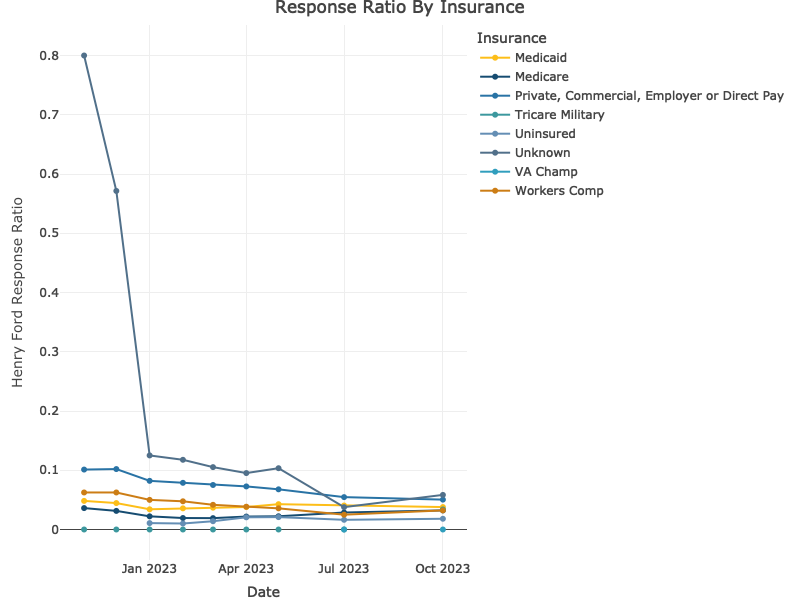 Response Ratio By Insurance
Insurance
Medicaid
Medicare
Private, Commercial, Employer or Direct Pay
Tricare Military
Uninsured
Unknown
VA Champ
Workers Comp
Henry Ford Response Ratio
0.8
0.7
0.6
0.5
0.4
0.3
0.2
0.1
0
Jan 2023 Apr 2023 Jul 2023 Oct 2023
Date